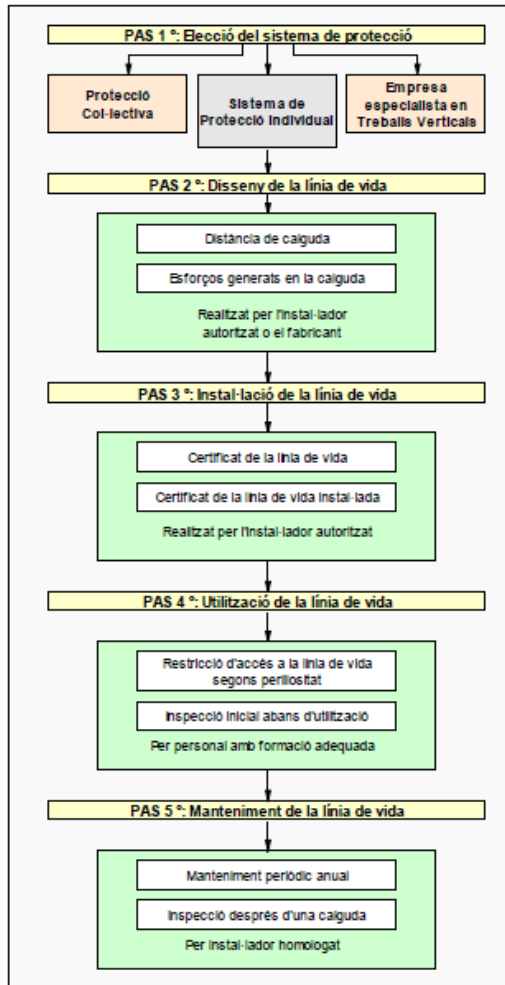 PAS 1 º: Elecció del sistema de protecció
Protecció
Col·lectiva
Sistema de
Protecció Individual
Empresa
especialista en
Treballs Verticals
PAS 2 º: Disseny de la línia de vida
Distància de caiguda
Esforços generats en la caiguda
Realitzat per l'instal·lador
autoritzat o el fabricant
PAS 3 º: Instal·lació de la línia de vida
Certificat de la línia de vida
Certificat de la línia de vida instal·lada
Realitzat per l'instal·lador autoritzat
PAS 4 º: Utilització de la línia de vida
Restricció d'accés a la línia de vida
segons perillositat
Inspecció inicial abans d'utilització
Per personal amb formació adequada
PAS 5 º: Manteniment de la línia de vida
Manteniment periòdic anual
Inspecció després d'una caiguda
Per instal·lador homologat